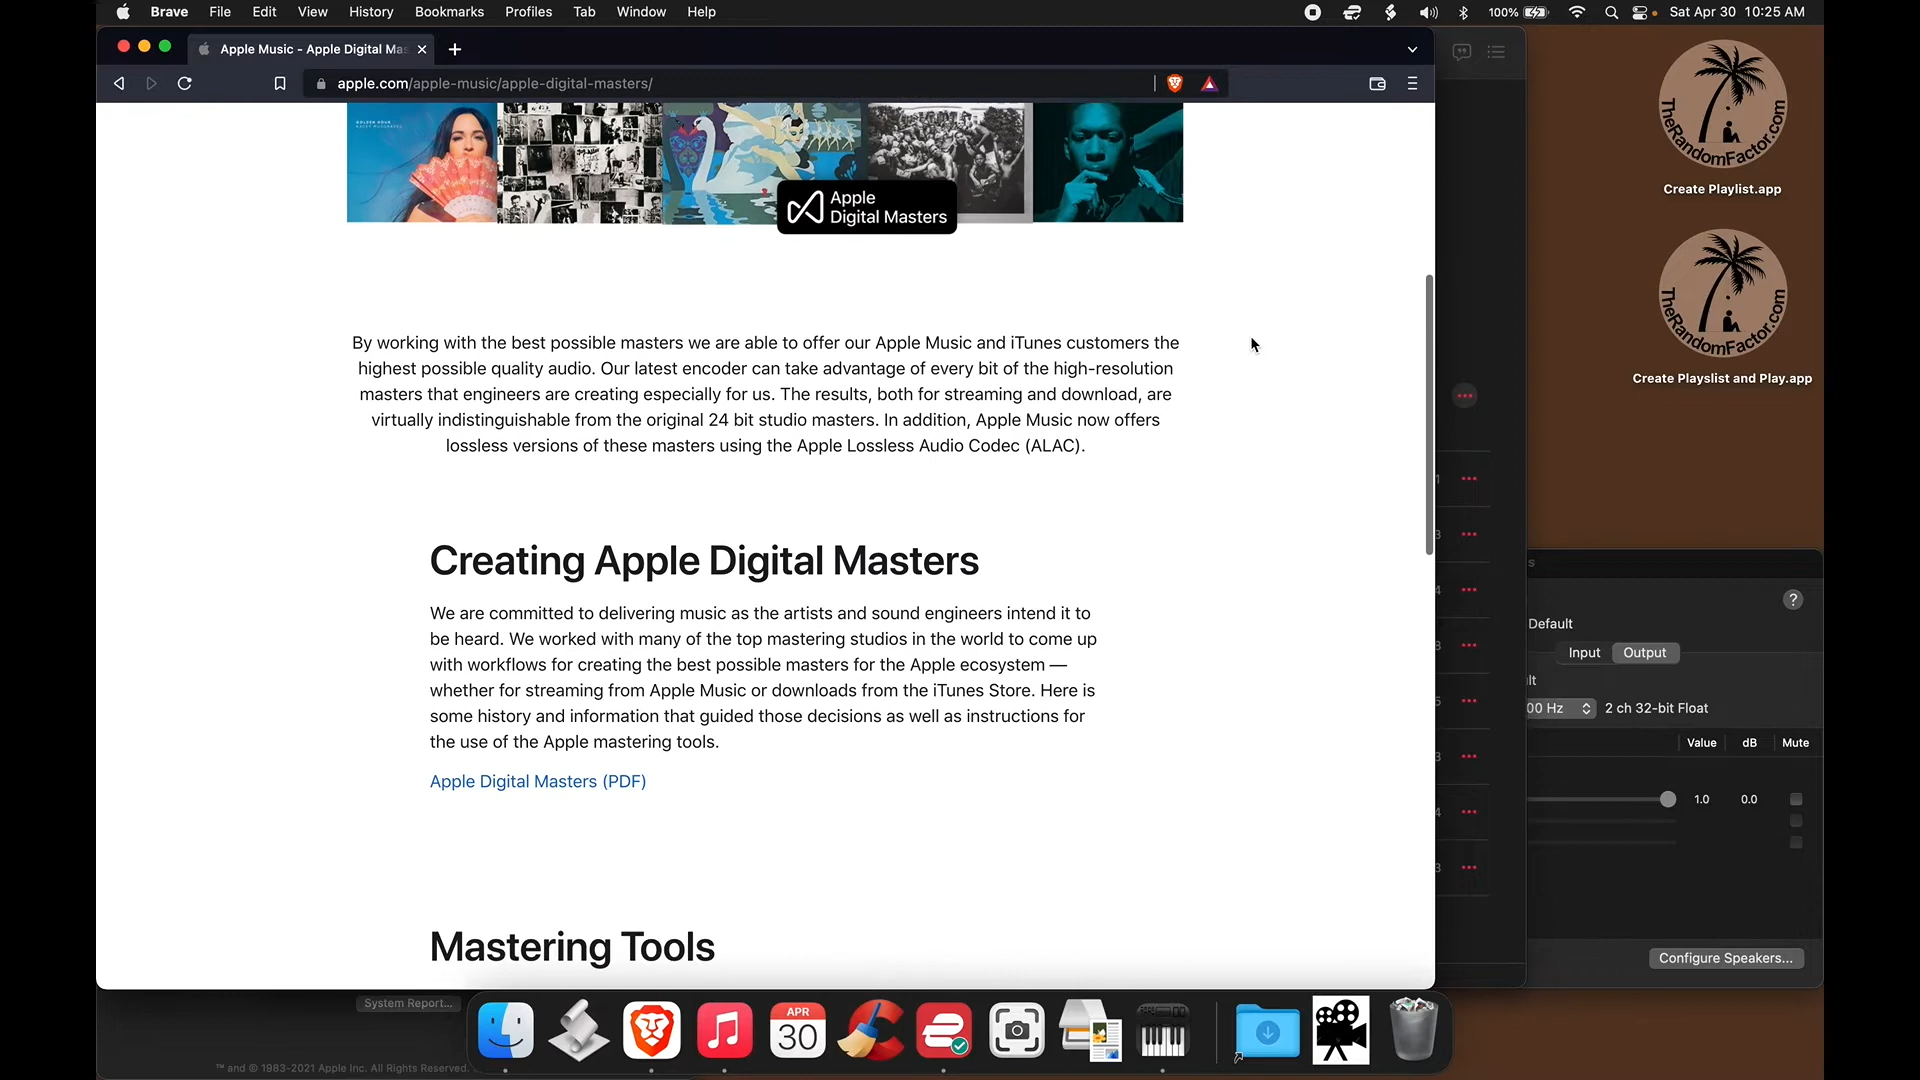 Brave File Edit View History Bookmarks Profiles Tab Window Help 100% Sat Apr 30 10:25 AM
Apple Music - Apple Digital Mas
apple.com/apple-music/apple-digital-masters/
GOLDEN HOUR
KACEY MUSGRAVES
Apple
Digital Masters
By working with the best possible masters we are able to offer our Apple Music and iTunes customers the
highest possible quality audio. Our latest encoder can take advantage of every bit of the high-resolution
masters that engineers are creating especially for us. The results, both for streaming and download, are
virtually indistinguishable from the original 24 bit studio masters. In addition, Apple Music now offers
lossless versions of these masters using the Apple Lossless Audio Codec (ALAC).
Creating Apple Digital Masters
We are committed to delivering music as the artists and sound engineers intend it to
be heard. We worked with many of the top mastering studios in the world to come up
with workflows for creating the best possible masters for the Apple ecosystem —
whether for streaming from Apple Music or downloads from the iTunes Store. Here is
some history and information that guided those decisions as well as instructions for
the use of the Apple mastering tools.
Apple Digital Masters (PDF)
Mastering Tools
TheRandomFactor.com
Create Playlist.app
TheRandomFactor.com
Create Playslist and Play.app
?
Default
Input Output
00 Hz 2 ch 32-bit Float
Value dB Mute
1.0 0.0
Configure Speakers...
System Report...
™ and © 1983-2021 Apple Inc. All Rights Reserved.
APR
30